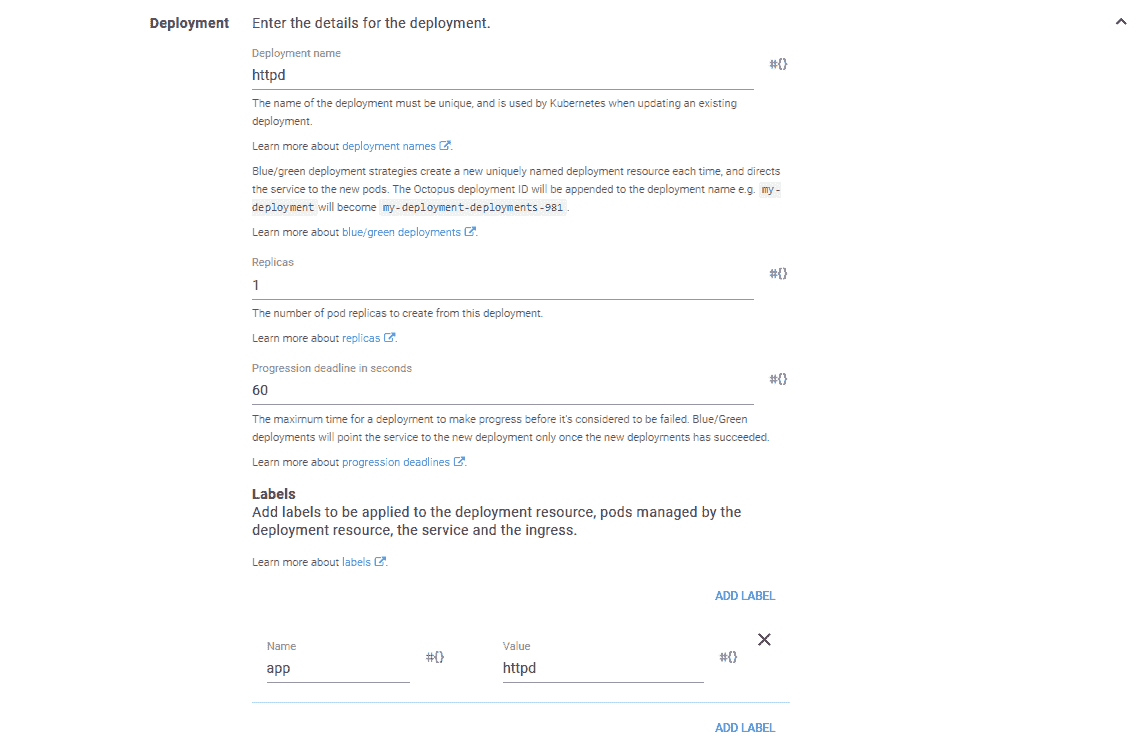 Deployment Enter the details for the deployment.
Deployment name
httpd #{}
The name of the deployment must be unique, and is used by Kubernetes when updating an existing
deployment.
Learn more about deployment names.
Blue/green deployment strategies create a new uniquely named deployment resource each time, and directs
the service to the new pods. The Octopus deployment ID will be appended to the deployment name e.g. my-
deployment will become my-deployment-deployments-981.
Learn more about blue/green deployments.
Replicas
1 #{}
The number of pod replicas to create from this deployment.
Learn more about replicas.
Progression deadline in seconds
60 #{}
The maximum time for a deployment to make progress before it's considered to be failed. Blue/Green
deployments will point the service to the new deployment only once the new deployments has succeeded.
Learn more about progression deadlines.
Labels
Add labels to be applied to the deployment resource, pods managed by the
deployment resource, the service and the ingress.
Learn more about labels.
ADD LABEL
Name Value
app #{} httpd #{}
ADD LABEL